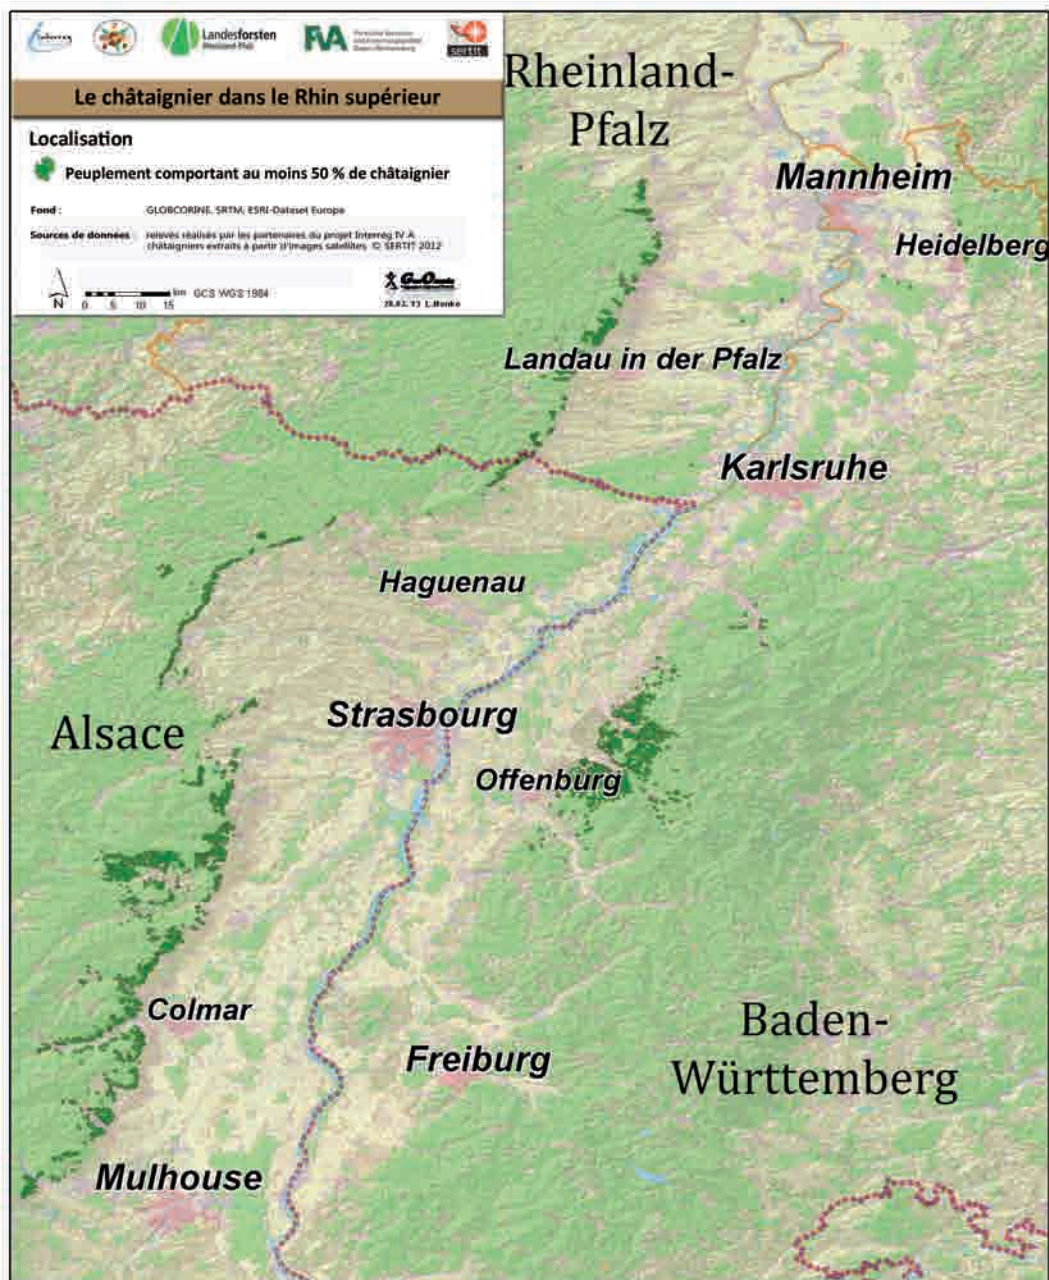 interreg
Landesforsten
Rheinland-Pfalz
FVA
sertit
Le châtaignier dans le Rhin supérieur
Localisation
Peuplement comportant au moins 50 % de châtaignier
Fond :
GLOBCORINE, SRTM, ESRI-Dataset Europe
Sources de données
relevés réalisés par les partenaires du projet Interreg IV A
châtaigniers extraits à partir d'images satellites © SERTIT 2012
N
0 5 10 15 km GCS WGS 1984
Rheinland-
Pfalz
Mannheim
Heidelberg
Landau in der Pfalz
Karlsruhe
Haguenau
Strasbourg
Alsace
Offenburg
Colmar
Freiburg
Baden-
Württemberg
Mulhouse